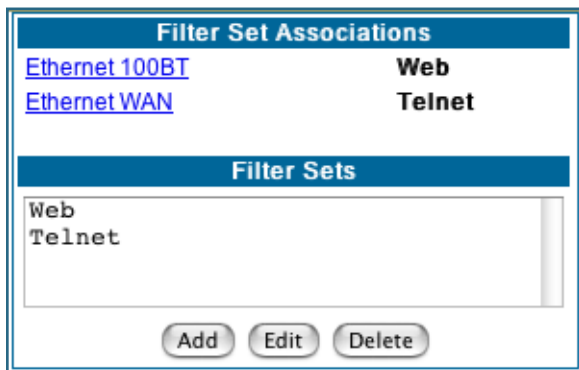 Filter Set Associations
Ethernet 100BT Web
Ethernet WAN Telnet
Filter Sets
Web
Telnet
Add Edit Delete